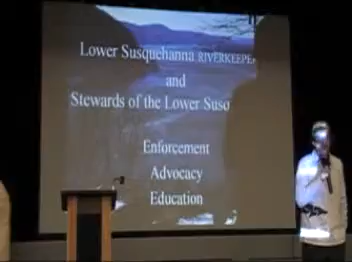 Lower Susquehanna RIVERKEEPER
and
Stewards of the Lower Susq
Enforcement
Advocacy
Education